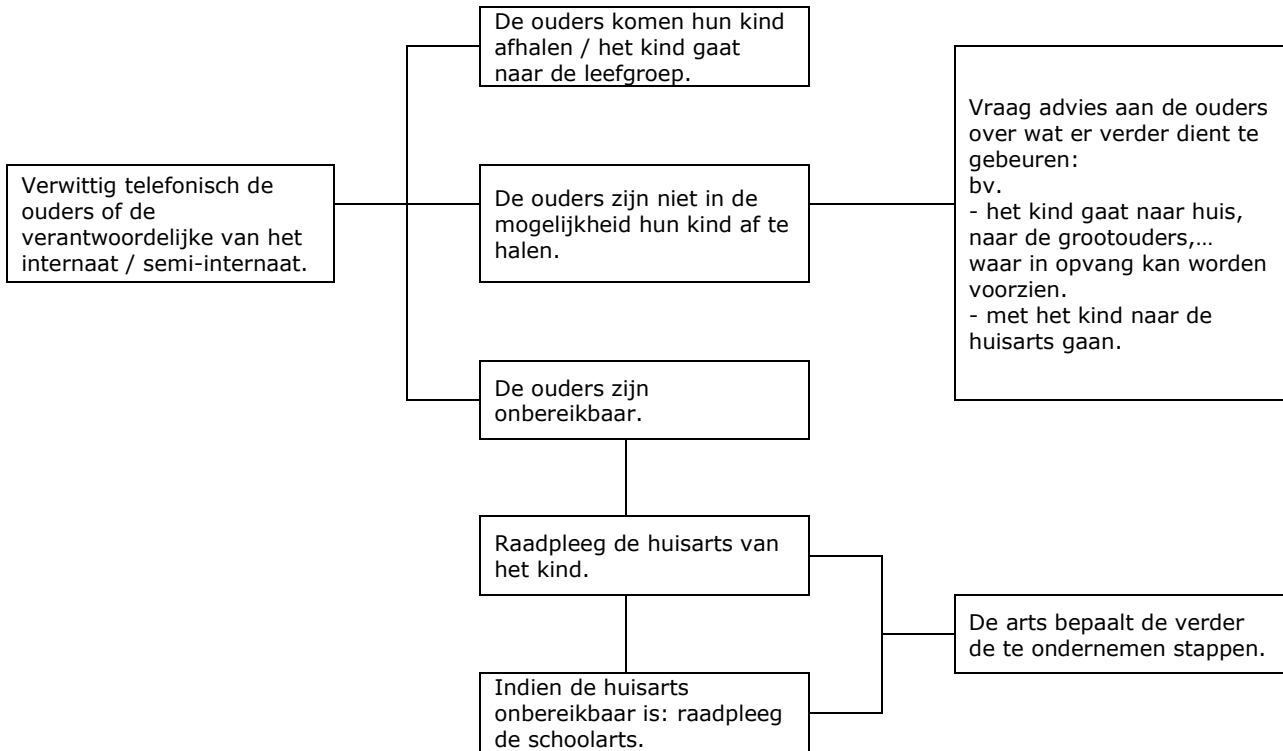 De ouders komen hun kind
afhalen / het kind gaat
naar de leefgroep.
Verwittig telefonisch de
ouders of de
verantwoordelijke van het
internaat / semi-internaat.
De ouders zijn niet in de
mogelijkheid hun kind af te
halen.
Vraag advies aan de ouders
over wat er verder dient te
gebeuren:
bv.
- het kind gaat naar huis,
naar de grootouders,…
waar in opvang kan worden
voorzien.
- met het kind naar de
huisarts gaan.
De ouders zijn
onbereikbaar.
Raadpleeg de huisarts van
het kind.
Indien de huisarts
onbereikbaar is: raadpleeg
de schoolarts.
De arts bepaalt de verder
de te ondernemen stappen.